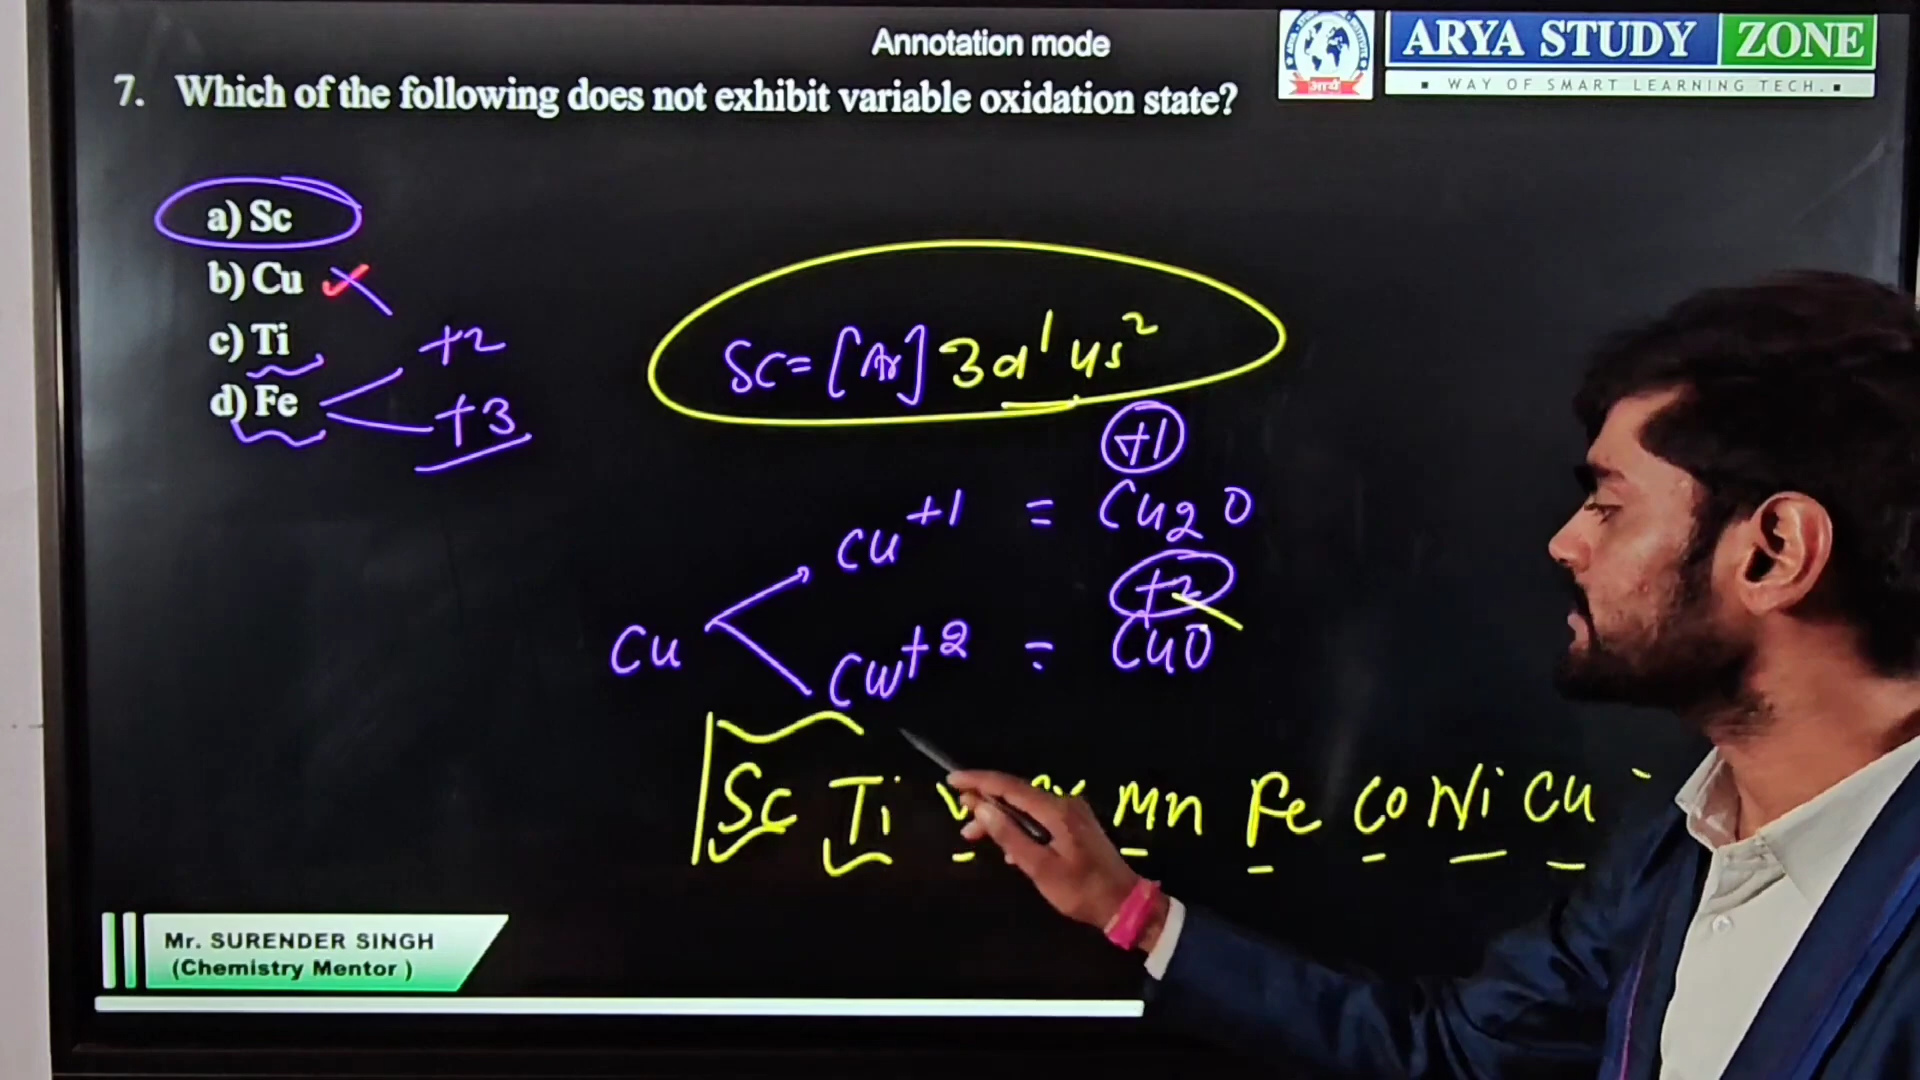 Annotation mode
ARYA STUDY ZONE
▪ WAY OF SMART LEARNING TECH. ▪
आर्य
7. Which of the following does not exhibit variable oxidation state?
a) Sc
b) Cu
c) Ti
d) Fe
+2
+3
Sc = [Ar] 3d¹ 4s²
+1
Cu⁺¹ = Cu₂O
+2
Cu
Cu⁺² = CuO
Sc Ti V Mn Fe Co Ni Cu
Mr. SURENDER SINGH
(Chemistry Mentor )